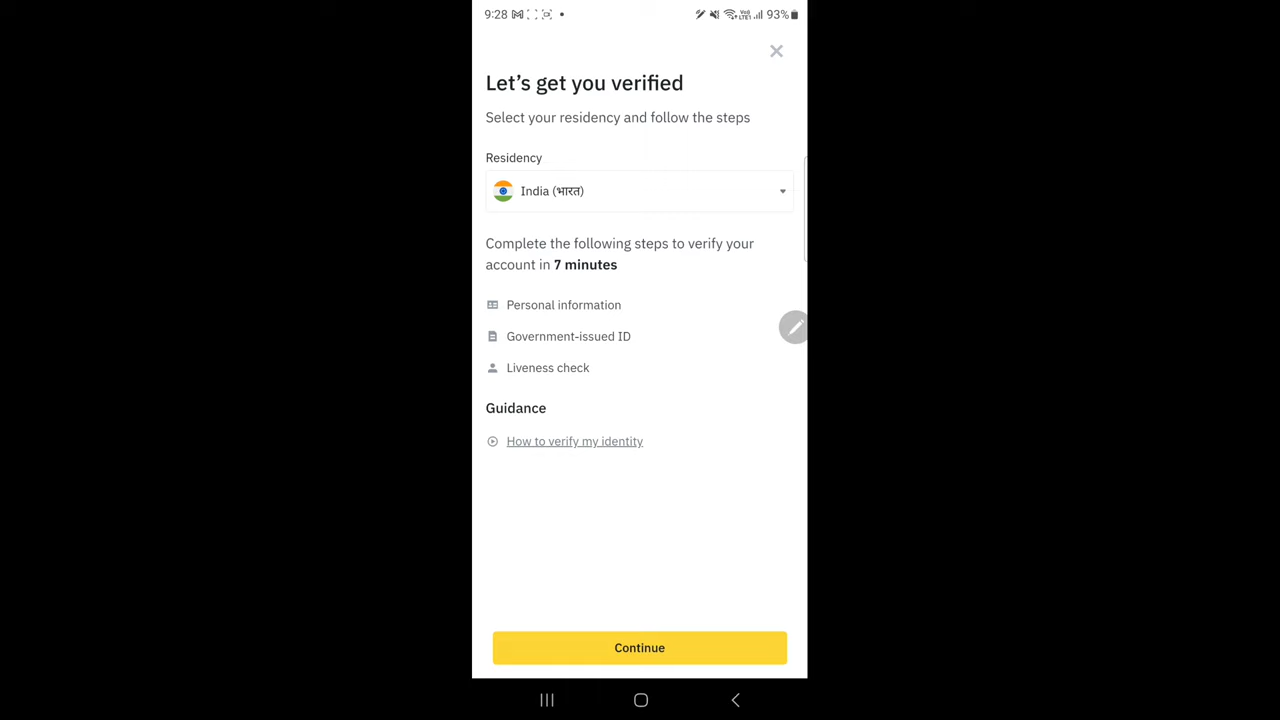 9:28
VoD
LTE1
93%
Let’s get you verified
Select your residency and follow the steps
Residency
India (भारत)
Complete the following steps to verify your
account in 7 minutes
Personal information
Government-issued ID
Liveness check
Guidance
How to verify my identity
Continue